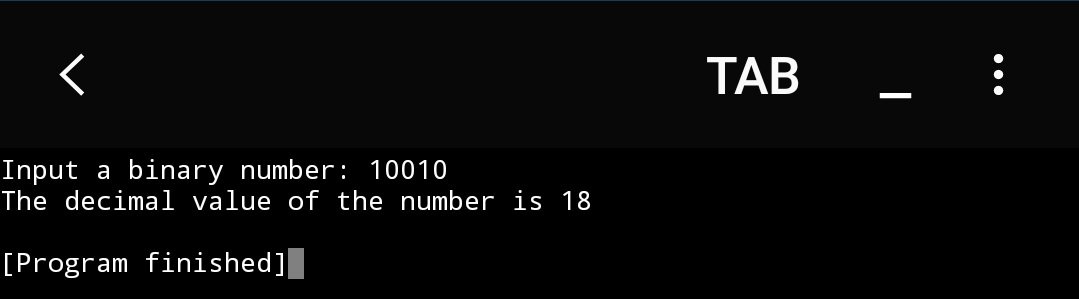 TAB
Input a binary number: 10010
The decimal value of the number is 18
[Program finished]